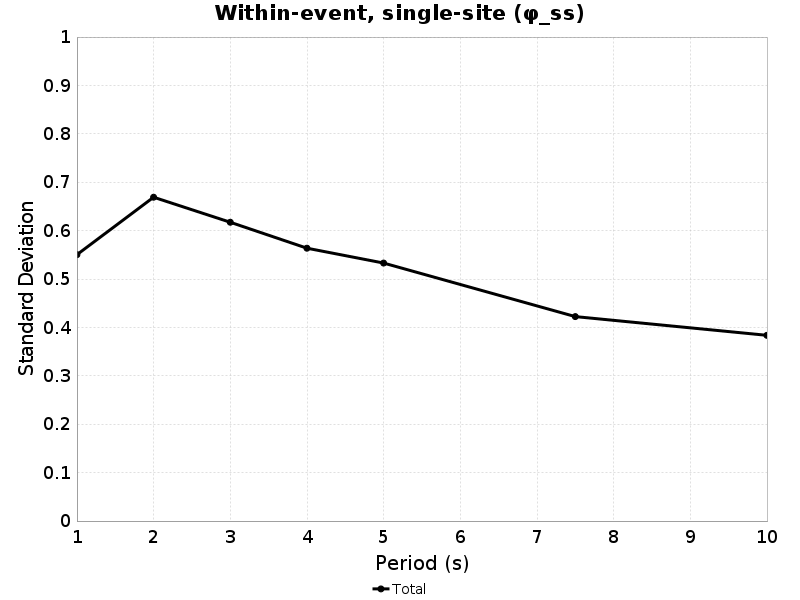 Within-event, single-site (φ_ss)
1
0.9
0.8
0.7
0.6
0.5
0.4
0.3
0.2
0.1
0
Standard Deviation
1 2 3 4 5 6 7 8 9 10
Period (s)
Total